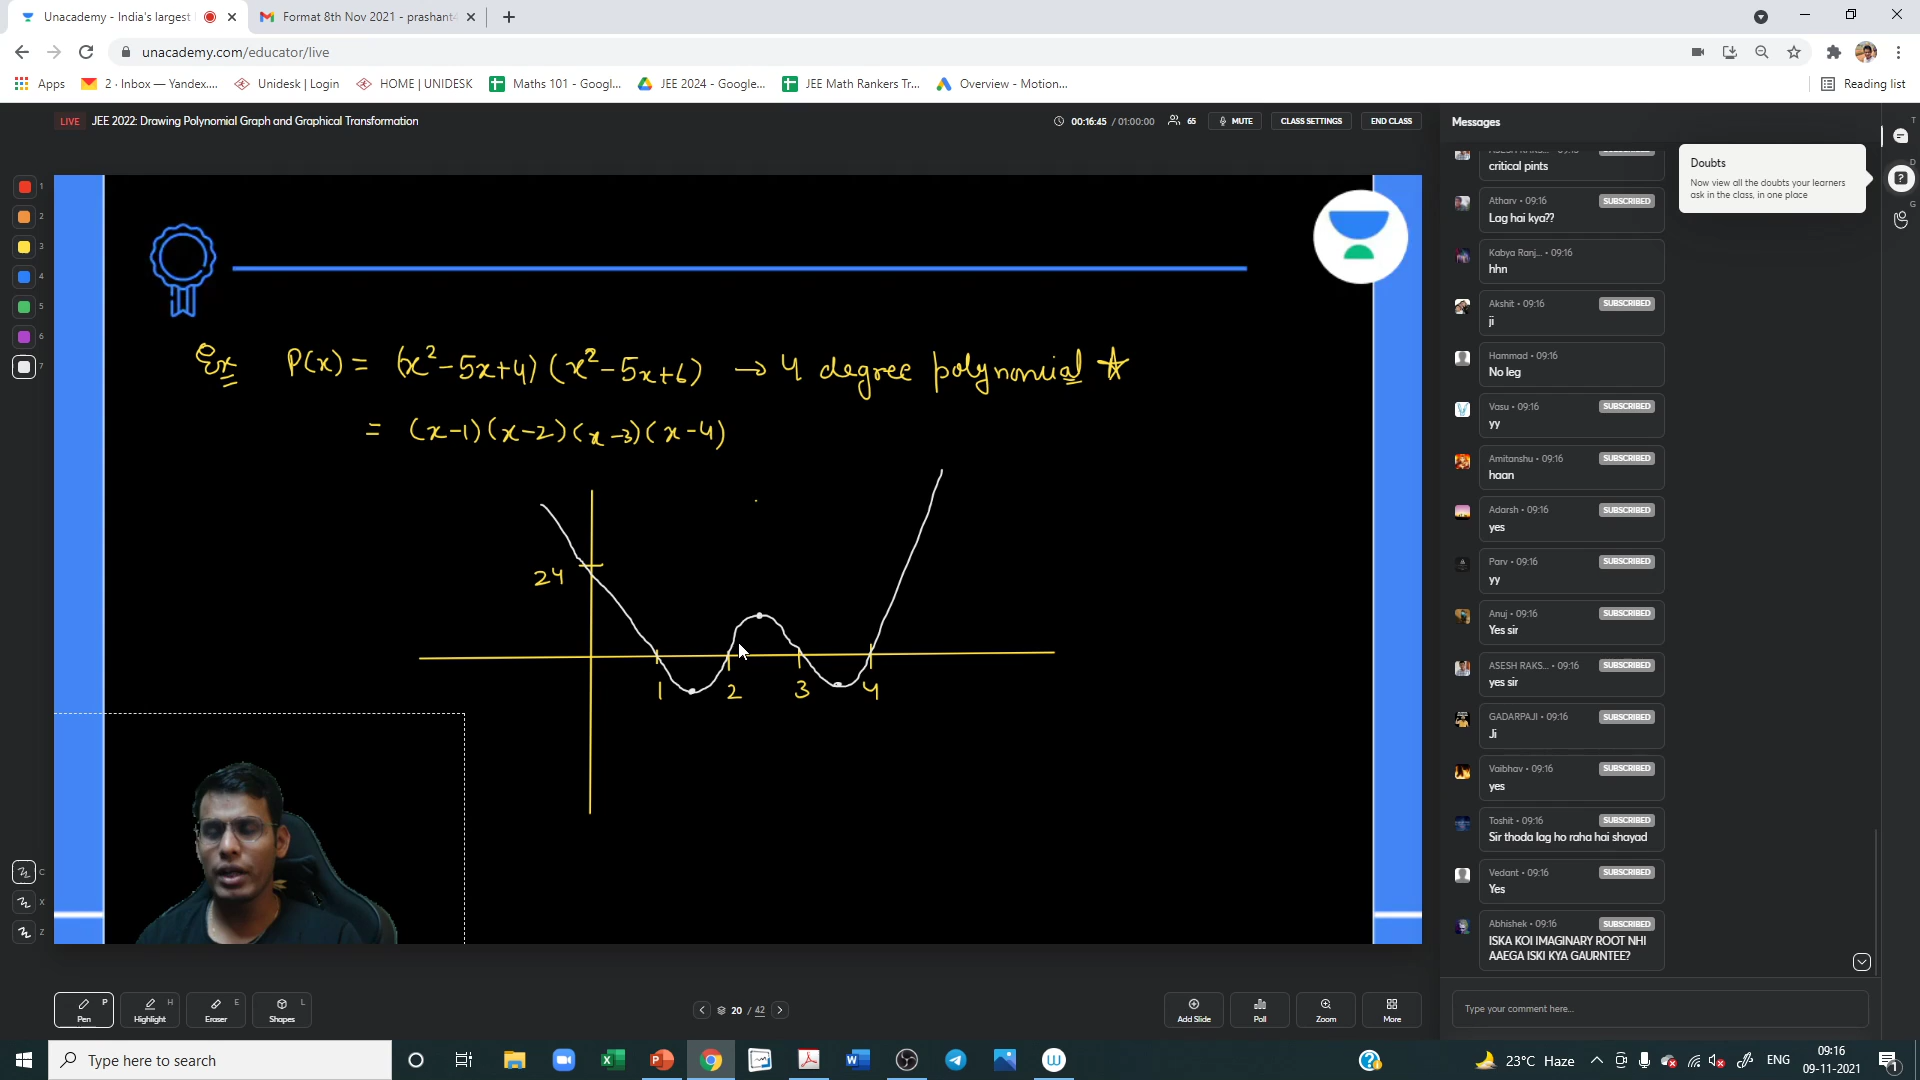 Unacademy - India's largest
Format 8th Nov 2021 - prashant4
unacademy.com/educator/live
Apps
2 · Inbox — Yandex....
Unidesk | Login
HOME | UNIDESK
Maths 101 - Googl...
JEE 2024 - Google...
JEE Math Rankers Tr...
Overview - Motion...
Reading list
LIVE JEE 2022: Drawing Polynomial Graph and Graphical Transformation
00:16:45 / 01:00:00 65 MUTE CLASS SETTINGS END CLASS
1
2
3
4
5
6
7
Ex P(x) = (x²-5x+4)(x²-5x+6) → 4 degree polynomial ☆
= (x-1)(x-2)(x-3)(x-4)
24
1 2 3 4
C
X
Z
Pen P
Highlight H
Eraser E
Shapes L
20 / 42
Add Slide
Poll
Zoom
More
Messages
critical pints
Atharv • 09:16 SUBSCRIBED
Lag hai kya??
Kabya Ranj... • 09:16
hhn
Akshit • 09:16 SUBSCRIBED
ji
Hammad • 09:16
No leg
Vasu • 09:16 SUBSCRIBED
yy
Amitanshu • 09:16 SUBSCRIBED
haan
Adarsh • 09:16 SUBSCRIBED
yes
Parv • 09:16 SUBSCRIBED
yy
Anuj • 09:16 SUBSCRIBED
Yes sir
ASESH RAKS... • 09:16 SUBSCRIBED
yes sir
GADARPAJI • 09:16 SUBSCRIBED
Ji
Vaibhav • 09:16 SUBSCRIBED
yes
Toshit • 09:16 SUBSCRIBED
Sir thoda lag ho raha hai shayad
Vedant • 09:16 SUBSCRIBED
Yes
Abhishek • 09:16 SUBSCRIBED
ISKA KOI IMAGINARY ROOT NHI
AAEGA ISKI KYA GAURNTEE?
Type your comment here...
Doubts
Now view all the doubts your learners
ask in the class, in one place
T
D
G
Type here to search
23°C Haze
ENG
09:16
09-11-2021
1